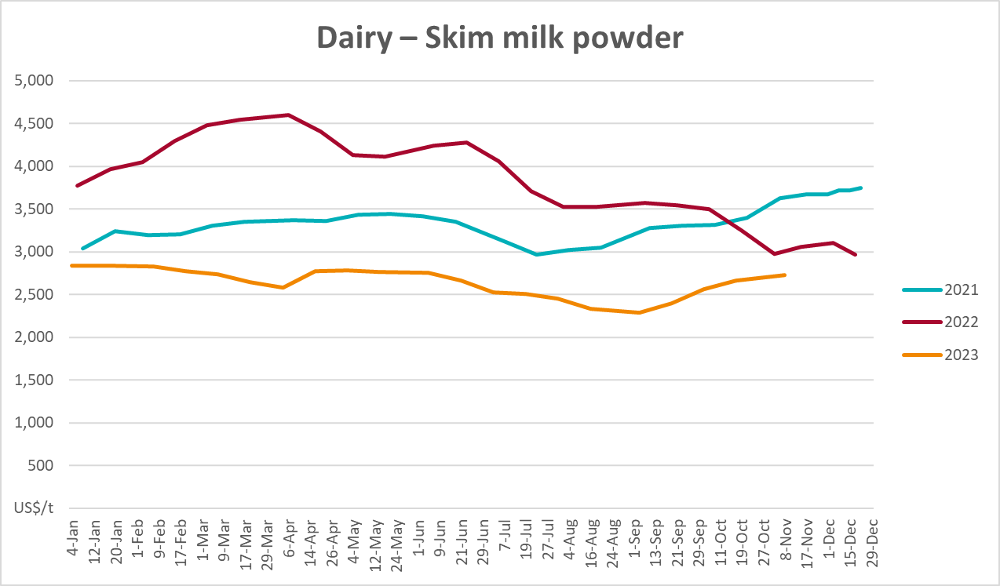 Dairy – Skim milk powder
5,000
4,500
4,000
3,500
3,000
2,500
2,000
1,500
1,000
500
US$/t
4-Jan
12-Jan
20-Jan
1-Feb
9-Feb
17-Feb
1-Mar
9-Mar
17-Mar
29-Mar
6-Apr
14-Apr
26-Apr
4-May
12-May
24-May
1-Jun
9-Jun
21-Jun
29-Jun
7-Jul
19-Jul
27-Jul
4-Aug
16-Aug
24-Aug
1-Sep
13-Sep
21-Sep
29-Sep
11-Oct
19-Oct
27-Oct
8-Nov
17-Nov
1-Dec
15-Dec
29-Dec
2021
2022
2023